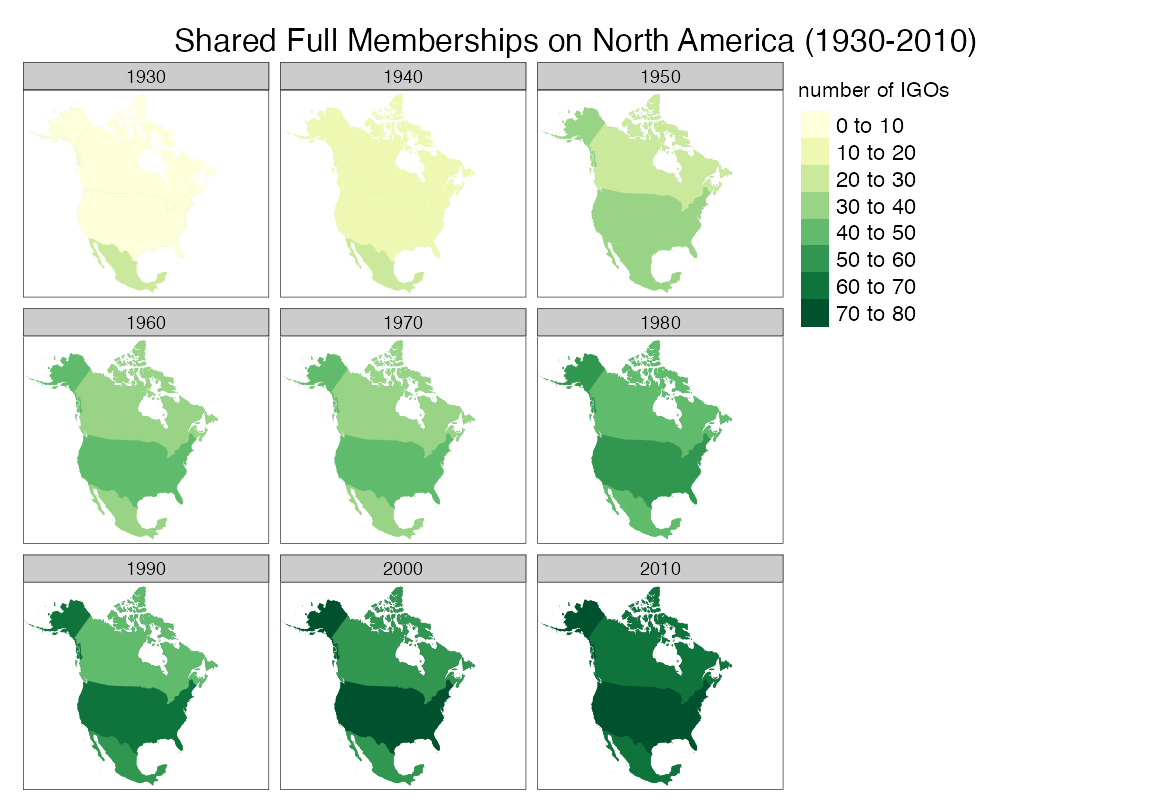 Shared Full Memberships on North America (1930-2010)
1930
1940
1950
number of IGOs
0 to 10
10 to 20
20 to 30
30 to 40
40 to 50
50 to 60
60 to 70
70 to 80
1960
1970
1980
1990
2000
2010